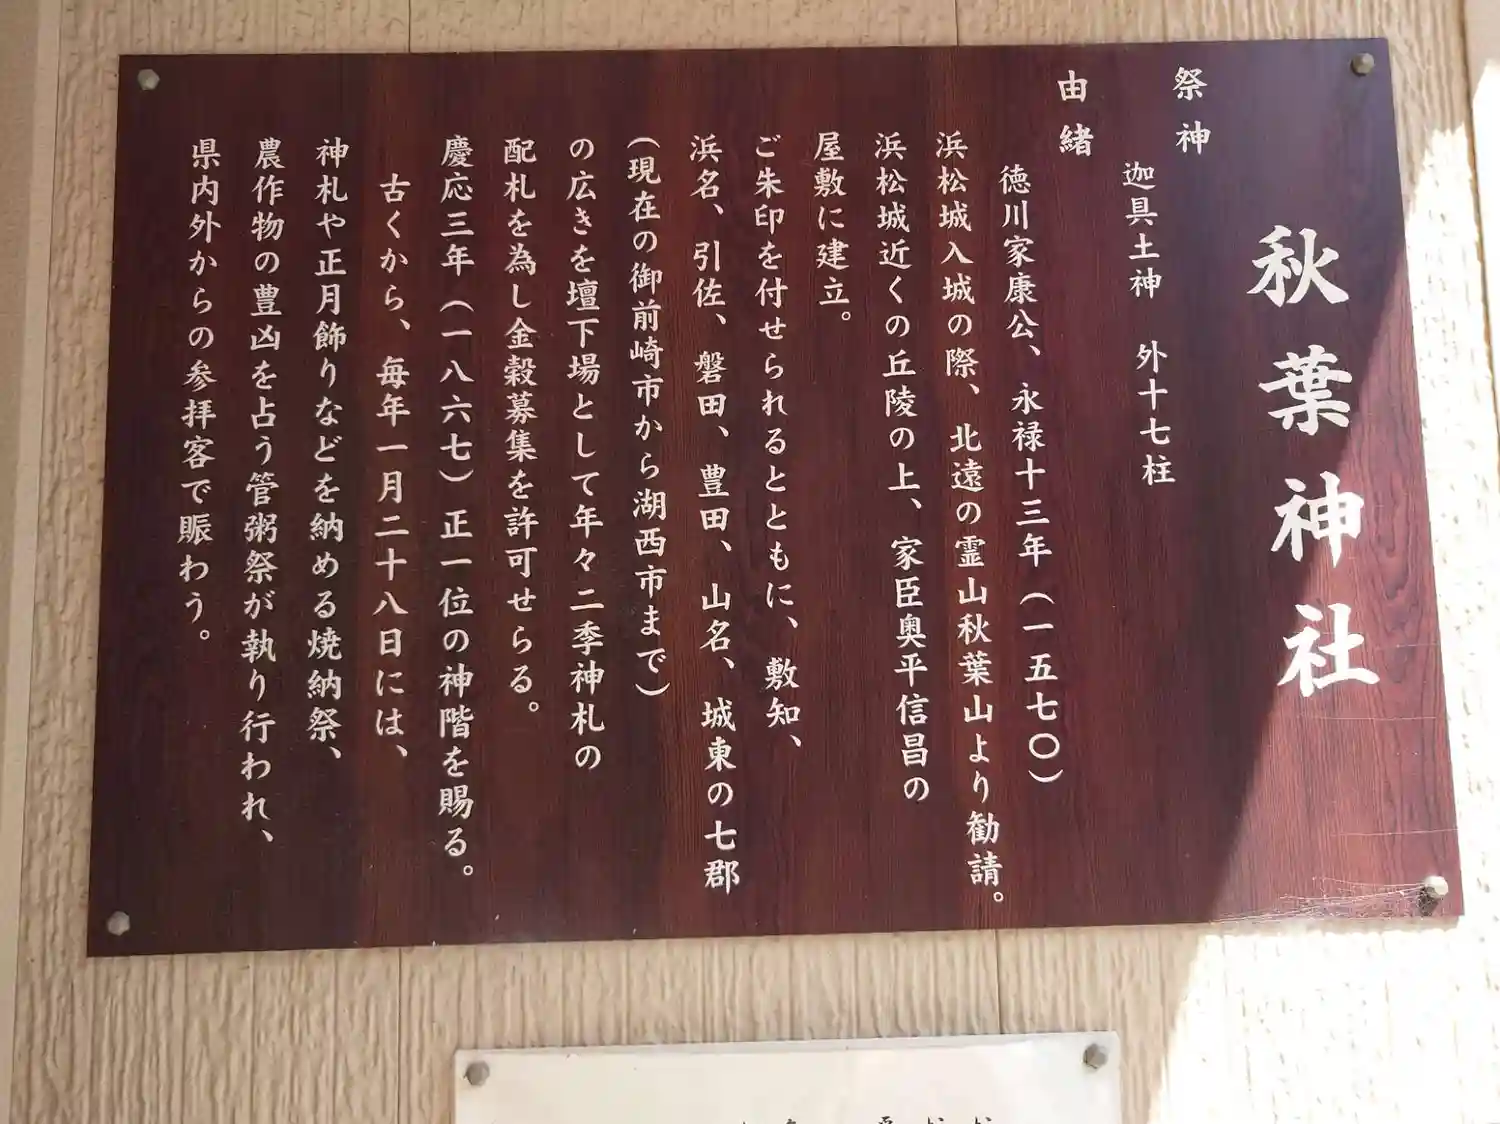 秋葉神社
祭神
迦具土神　外十七柱
由緒
徳川家康公、永禄十三年（一五七〇）
浜松城入城の際、北遠の霊山秋葉山より勧請。
浜松城近くの丘陵の上、家臣奥平信昌の
屋敷に建立。
ご朱印を付せられるとともに、敷知、
浜名、引佐、磐田、豊田、山名、城東の七郡
（現在の御前崎市から湖西市まで）
の広きを壇下場として年々二季神札の
配札を為し金穀募集を許可せらる。
慶応三年（一八六七）正一位の神階を賜る。
古くから、毎年一月二十八日には、
神札や正月飾りなどを納める焼納祭、
農作物の豊凶を占う管粥祭が執り行われ、
県内外からの参拝客で賑わう。